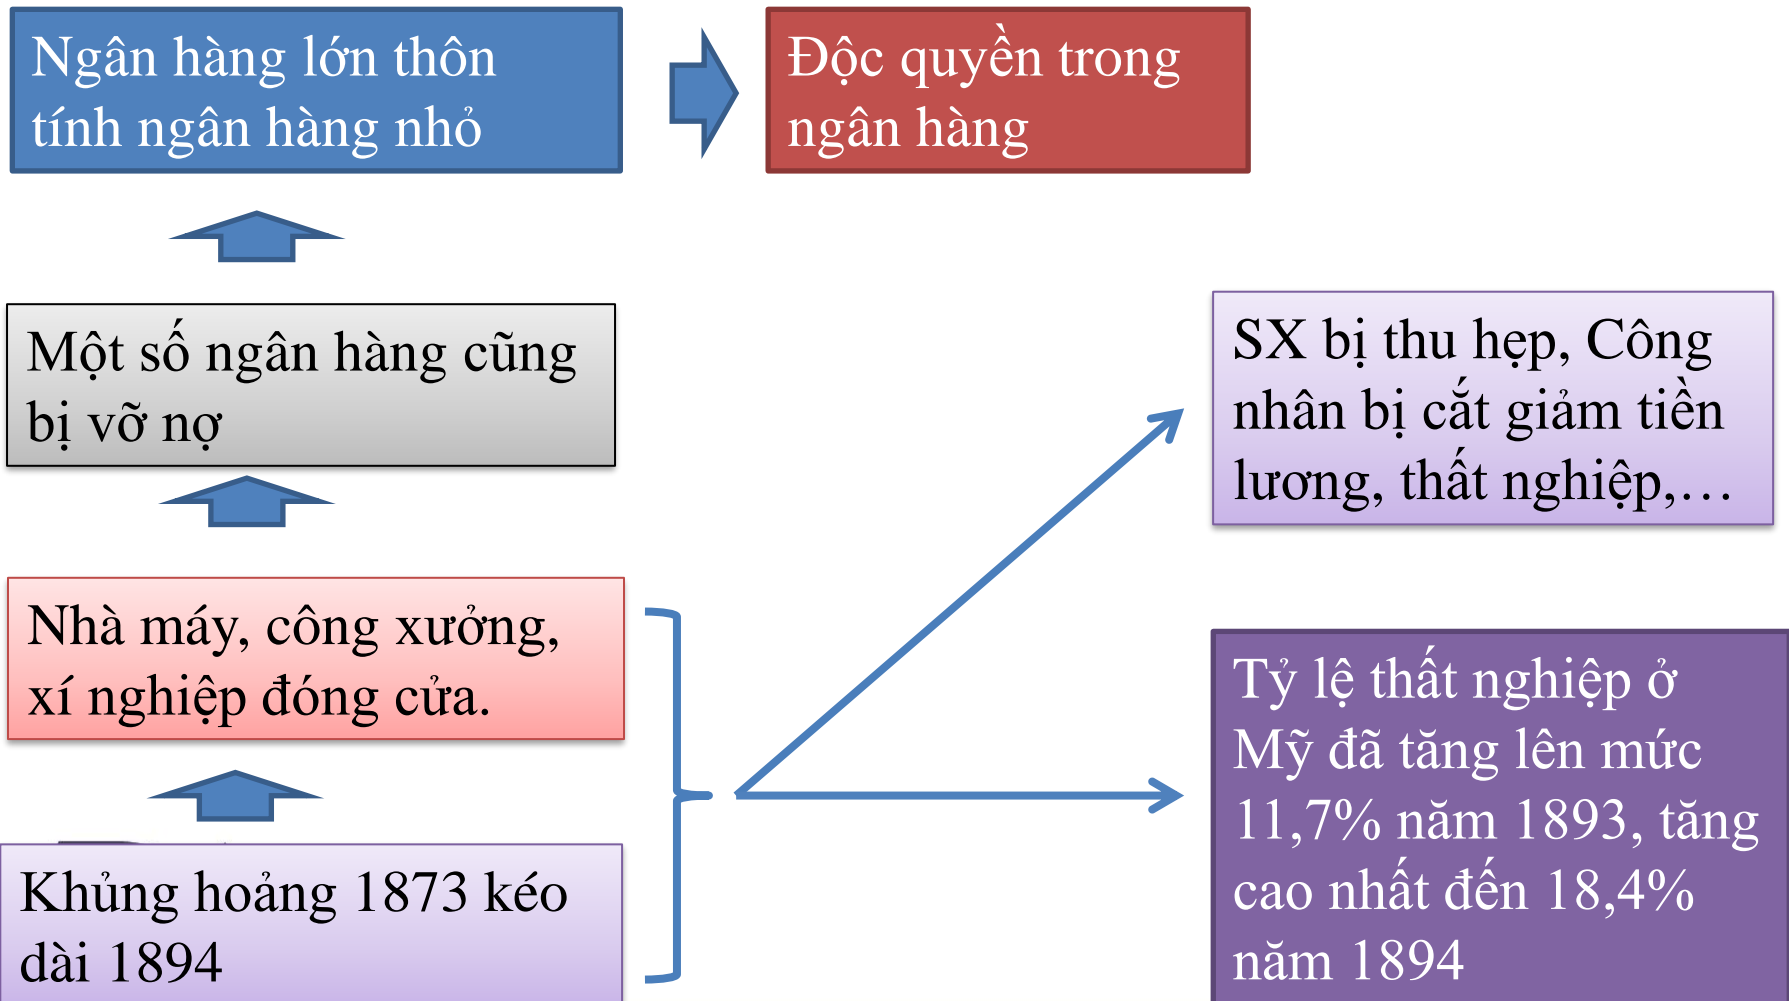 Ngân hàng lớn thôn
tính ngân hàng nhỏ
Độc quyền trong
ngân hàng
Một số ngân hàng cũng
bị vỡ nợ
SX bị thu hẹp, Công
nhân bị cắt giảm tiền
lương, thất nghiệp,…
Nhà máy, công xưởng,
xí nghiệp đóng cửa.
Tỷ lệ thất nghiệp ở
Mỹ đã tăng lên mức
11,7% năm 1893, tăng
cao nhất đến 18,4%
năm 1894
Khủng hoảng 1873 kéo
dài 1894